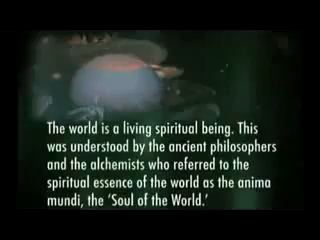 The world is a living spiritual being. This
was understood by the ancient philosophers
and the alchemists who referred to the
spiritual essence of the world as the anima
mundi, the 'Soul of the World.'